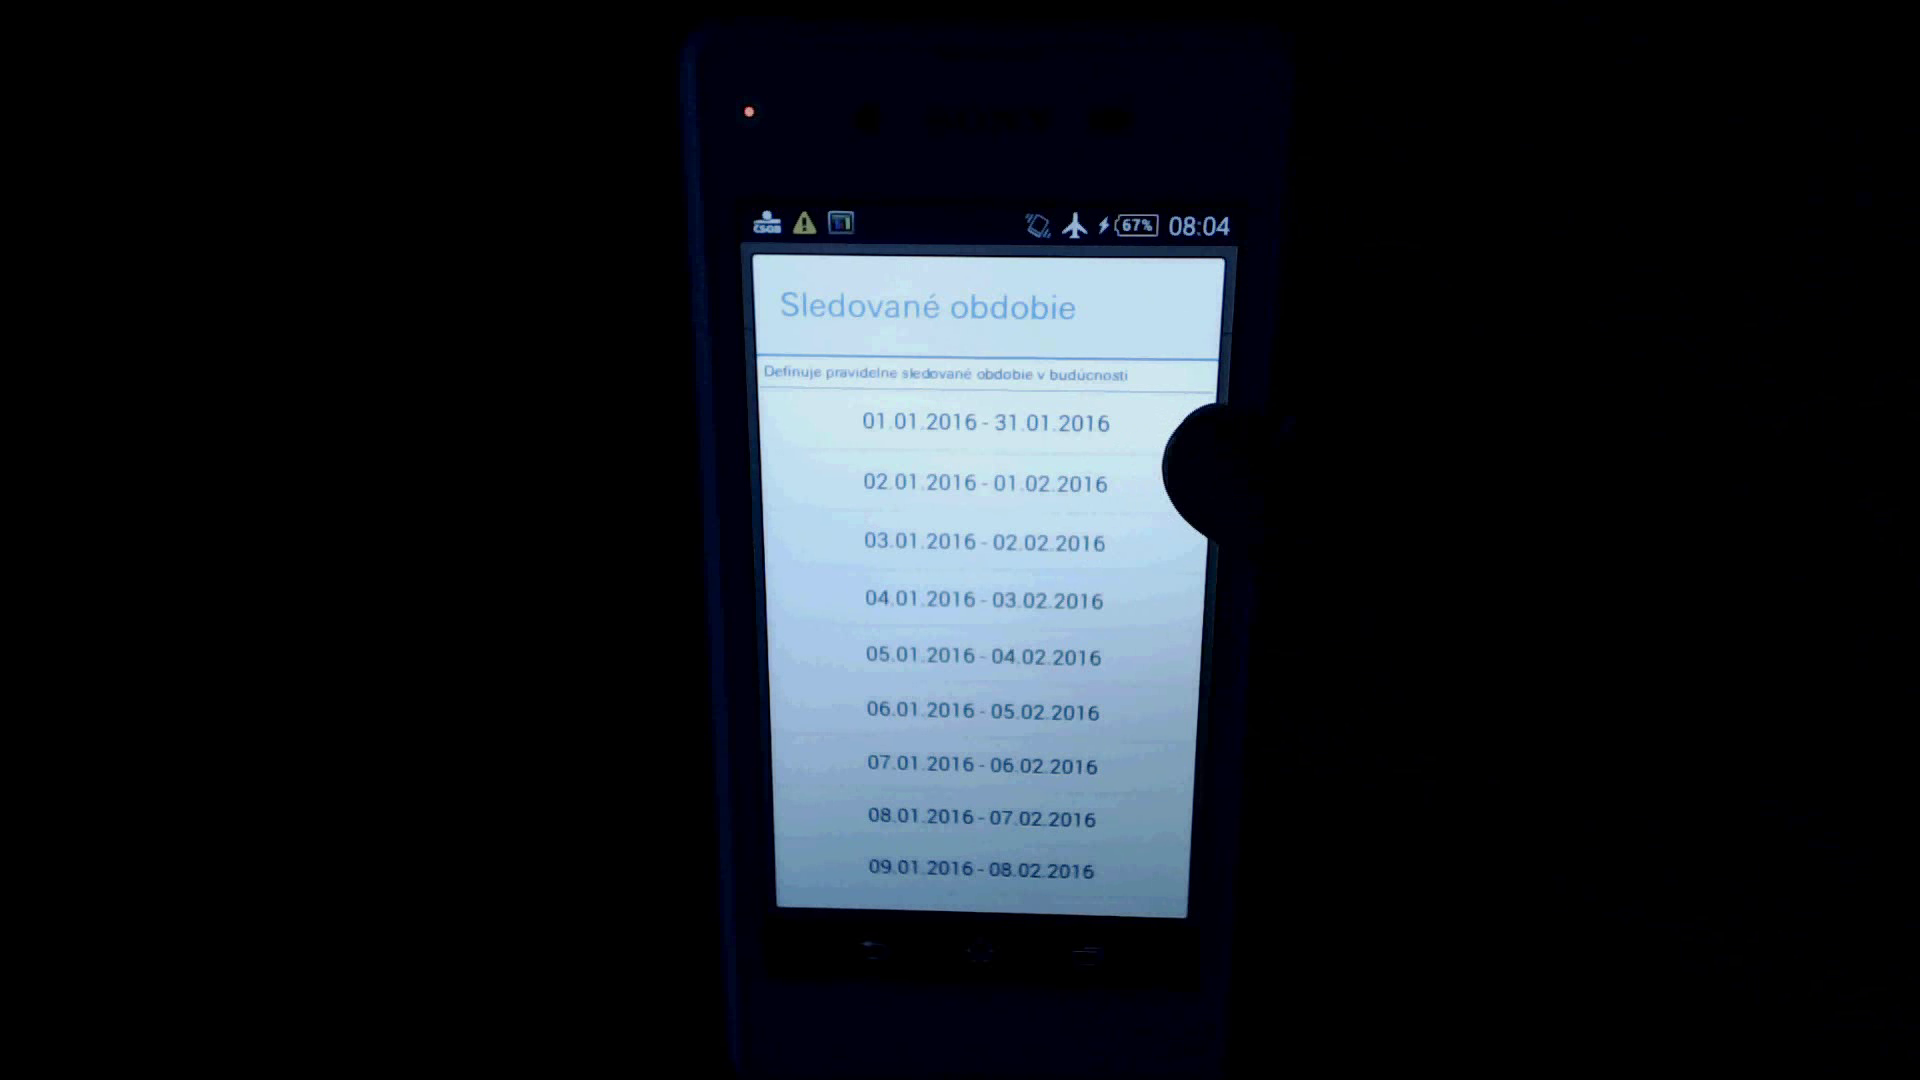 ČSOB 67% 08:04
Sledované obdobie
Definuje pravidelne sledované obdobie v budúcnosti
01.01.2016 - 31.01.2016
02.01.2016 - 01.02.2016
03.01.2016 - 02.02.2016
04.01.2016 - 03.02.2016
05.01.2016 - 04.02.2016
06.01.2016 - 05.02.2016
07.01.2016 - 06.02.2016
08.01.2016 - 07.02.2016
09.01.2016 - 08.02.2016